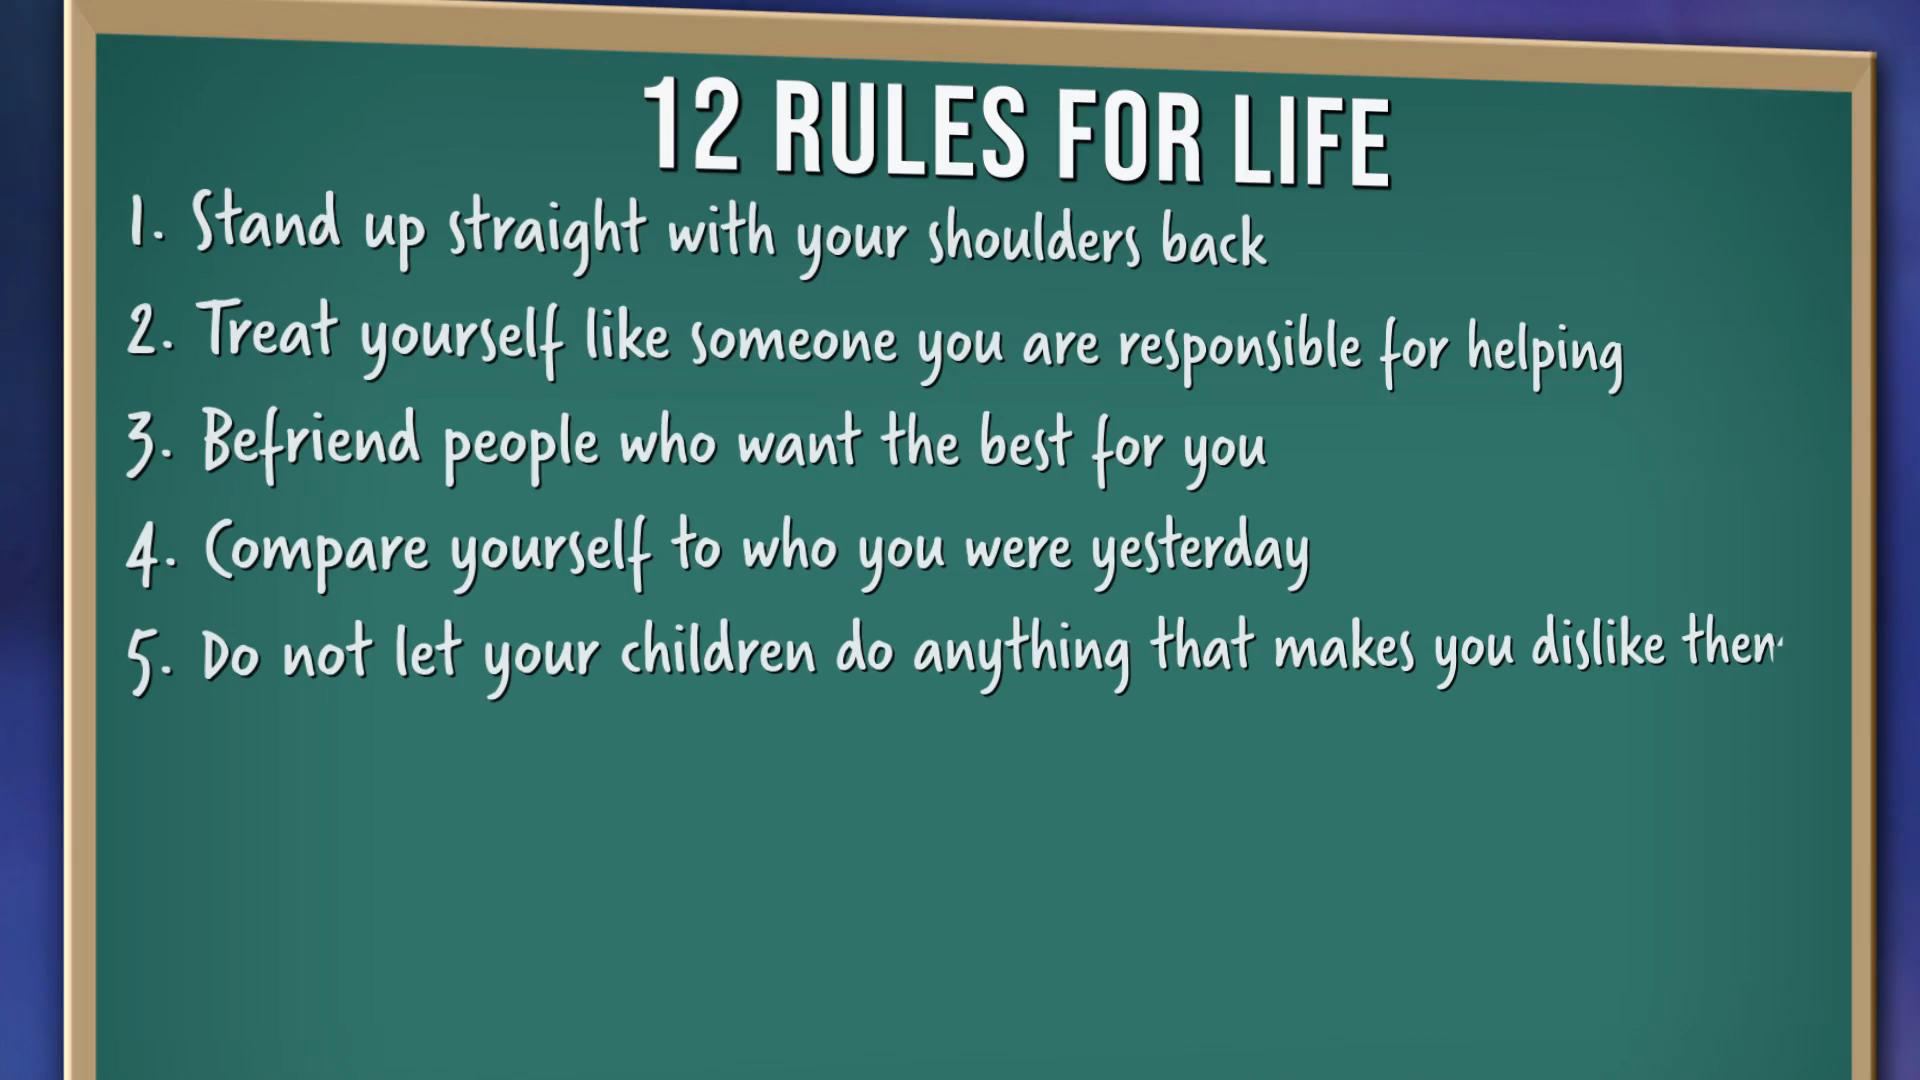 12 RULES FOR LIFE
1. Stand up straight with your shoulders back
2. Treat yourself like someone you are responsible for helping
3. Befriend people who want the best for you
4. Compare yourself to who you were yesterday
5. Do not let your children do anything that makes you dislike